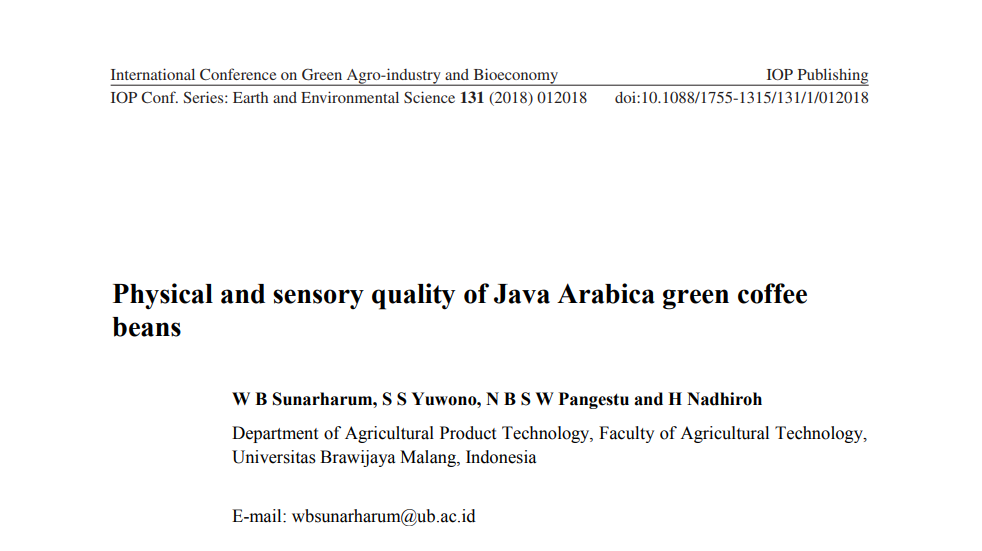 International Conference on Green Agro-industry and Bioeconomy IOP Publishing
IOP Conf. Series: Earth and Environmental Science 131 (2018) 012018 doi:10.1088/1755-1315/131/1/012018
Physical and sensory quality of Java Arabica green coffee
beans
W B Sunarharum, S S Yuwono, N B S W Pangestu and H Nadhiroh
Department of Agricultural Product Technology, Faculty of Agricultural Technology,
Universitas Brawijaya Malang, Indonesia
E-mail: wbsunarharum@ub.ac.id